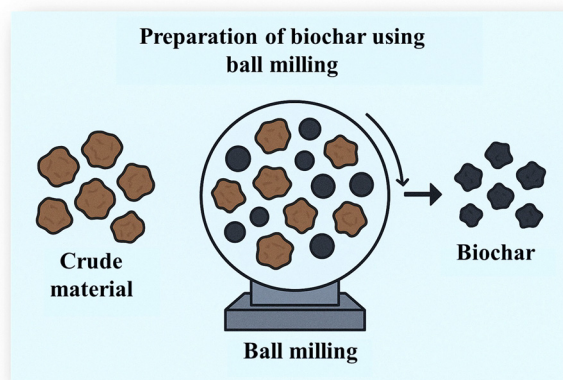 Preparation of biochar using
ball milling
Crude
material
Biochar
Ball milling